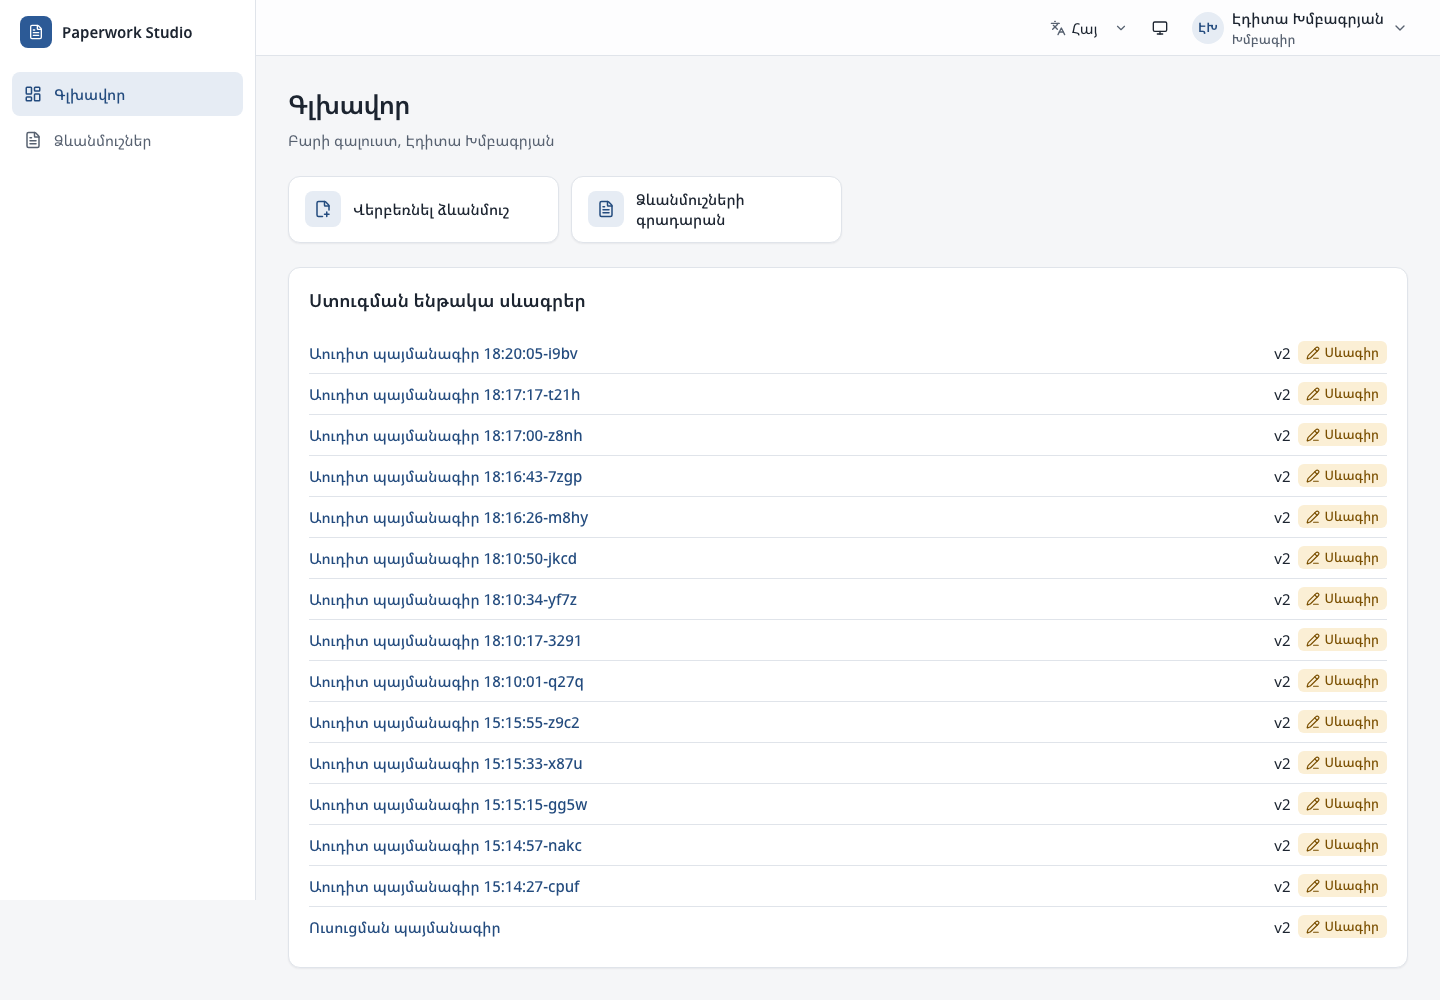 Paperwork Studio
Հայ
ԷԽ
Էդիտա Խմբագրյան
Խմբագիր
Գլխավոր
Ձևանմուշներ
Գլխավոր
Բարի գալուստ, Էդիտա Խմբագրյան
Վերբեռնել ձևանմուշ
Ձևանմուշների
գրադարան
Ստուգման ենթակա սևագրեր
Աուդիտ պայմանագիր 18:20:05-i9bv v2 Սևագիր
Աուդիտ պայմանագիր 18:17:17-t21h v2 Սևագիր
Աուդիտ պայմանագիր 18:17:00-z8nh v2 Սևագիր
Աուդիտ պայմանագիր 18:16:43-7zgp v2 Սևագիր
Աուդիտ պայմանագիր 18:16:26-m8hy v2 Սևագիր
Աուդիտ պայմանագիր 18:10:50-jkcd v2 Սևագիր
Աուդիտ պայմանագիր 18:10:34-yf7z v2 Սևագիր
Աուդիտ պայմանագիր 18:10:17-3291 v2 Սևագիր
Աուդիտ պայմանագիր 18:10:01-q27q v2 Սևագիր
Աուդիտ պայմանագիր 15:15:55-z9c2 v2 Սևագիր
Աուդիտ պայմանագիր 15:15:33-x87u v2 Սևագիր
Աուդիտ պայմանագիր 15:15:15-gg5w v2 Սևագիր
Աուդիտ պայմանագիր 15:14:57-nakc v2 Սևագիր
Աուդիտ պայմանագիր 15:14:27-cpuf v2 Սևագիր
Ուսուցման պայմանագիր v2 Սևագիր